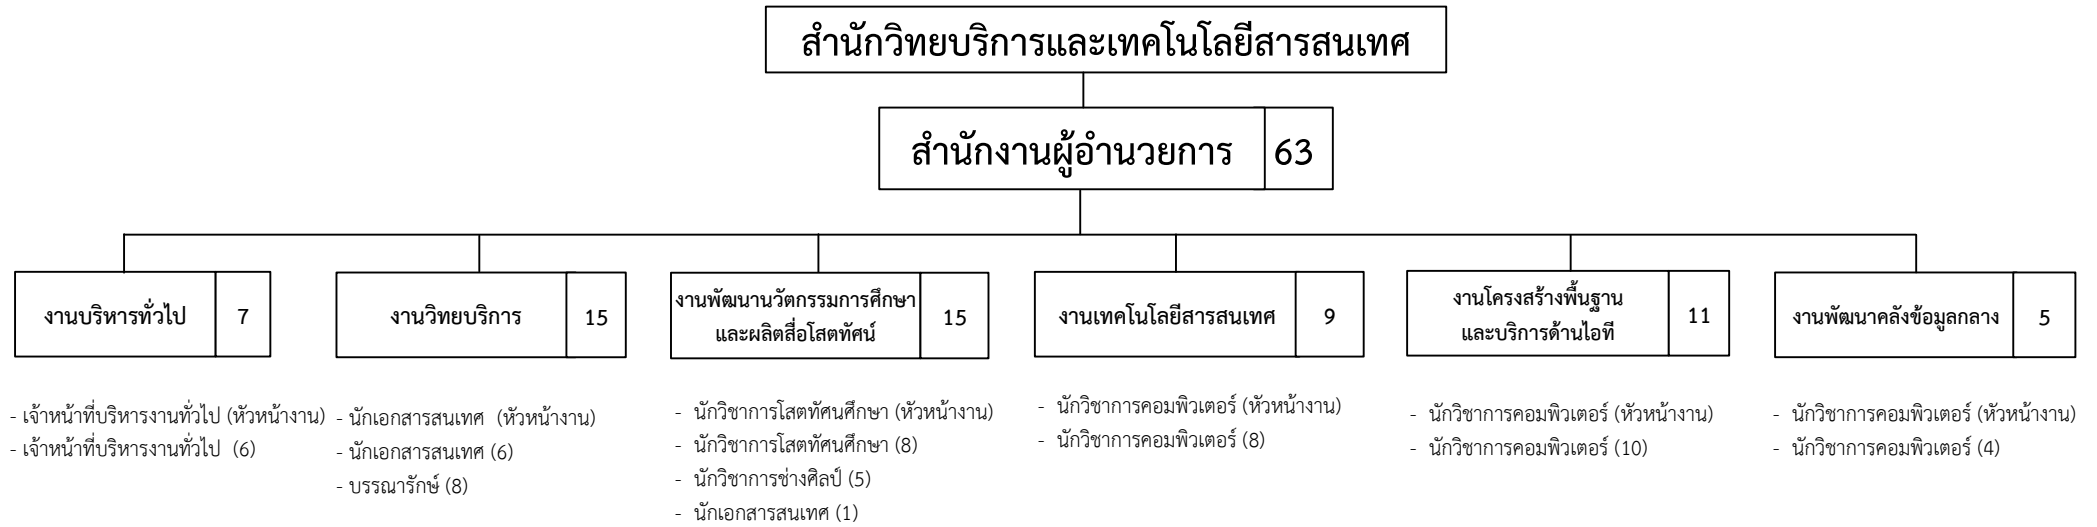 สำนักวิทยบริการและเทคโนโลยีสารสนเทศ
สำนักงานผู้อำนวยการ 63
งานบริหารทั่วไป 7
- เจ้าหน้าที่บริหารงานทั่วไป (หัวหน้างาน)
- เจ้าหน้าที่บริหารงานทั่วไป (6)
งานวิทยบริการ 15
- นักเอกสารสนเทศ (หัวหน้างาน)
- นักเอกสารสนเทศ (6)
- บรรณารักษ์ (8)
งานพัฒนานวัตกรรมการศึกษา
และผลิตสื่อโสตทัศน์ 15
- นักวิชาการโสตทัศนศึกษา (หัวหน้างาน)
- นักวิชาการโสตทัศนศึกษา (8)
- นักวิชาการช่างศิลป์ (5)
- นักเอกสารสนเทศ (1)
งานเทคโนโลยีสารสนเทศ 9
- นักวิชาการคอมพิวเตอร์ (หัวหน้างาน)
- นักวิชาการคอมพิวเตอร์ (8)
งานโครงสร้างพื้นฐาน
และบริการด้านไอที 11
- นักวิชาการคอมพิวเตอร์ (หัวหน้างาน)
- นักวิชาการคอมพิวเตอร์ (10)
งานพัฒนาคลังข้อมูลกลาง 5
- นักวิชาการคอมพิวเตอร์ (หัวหน้างาน)
- นักวิชาการคอมพิวเตอร์ (4)